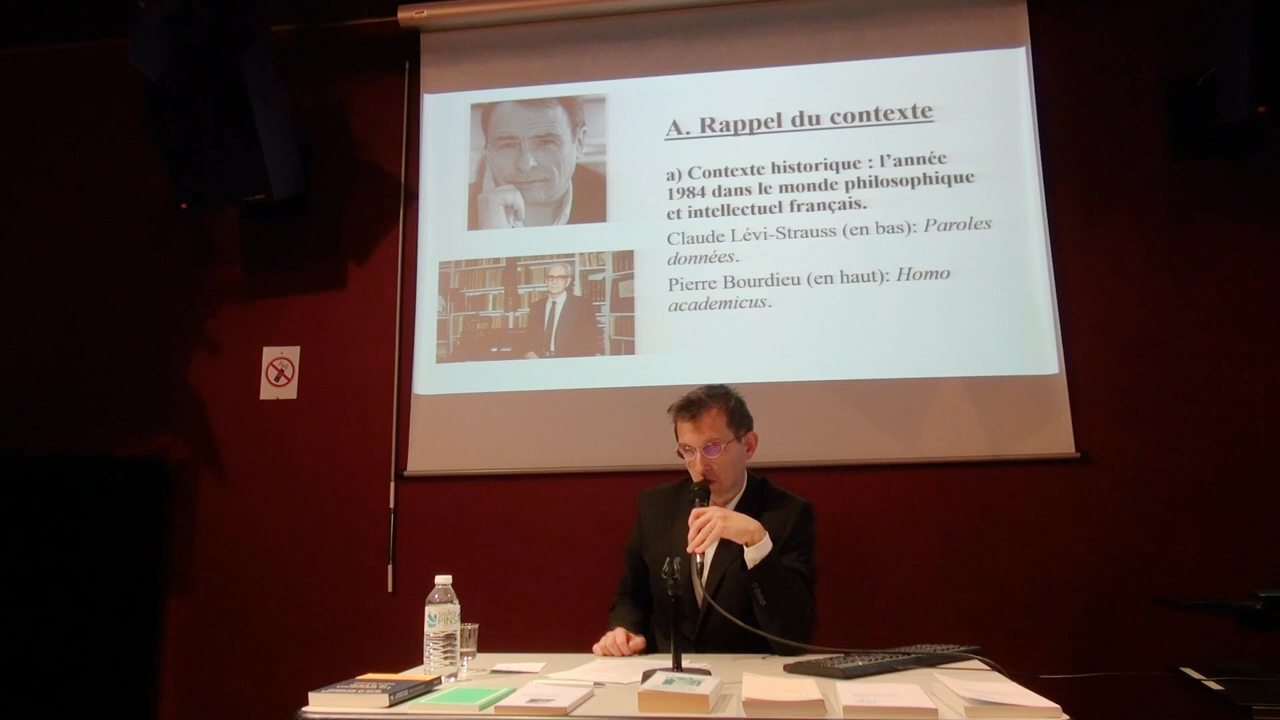 A. Rappel du contexte
a) Contexte historique : l’année
1984 dans le monde philosophique
et intellectuel français.
Claude Lévi-Strauss (en bas): Paroles
données.
Pierre Bourdieu (en haut): Homo
academicus.